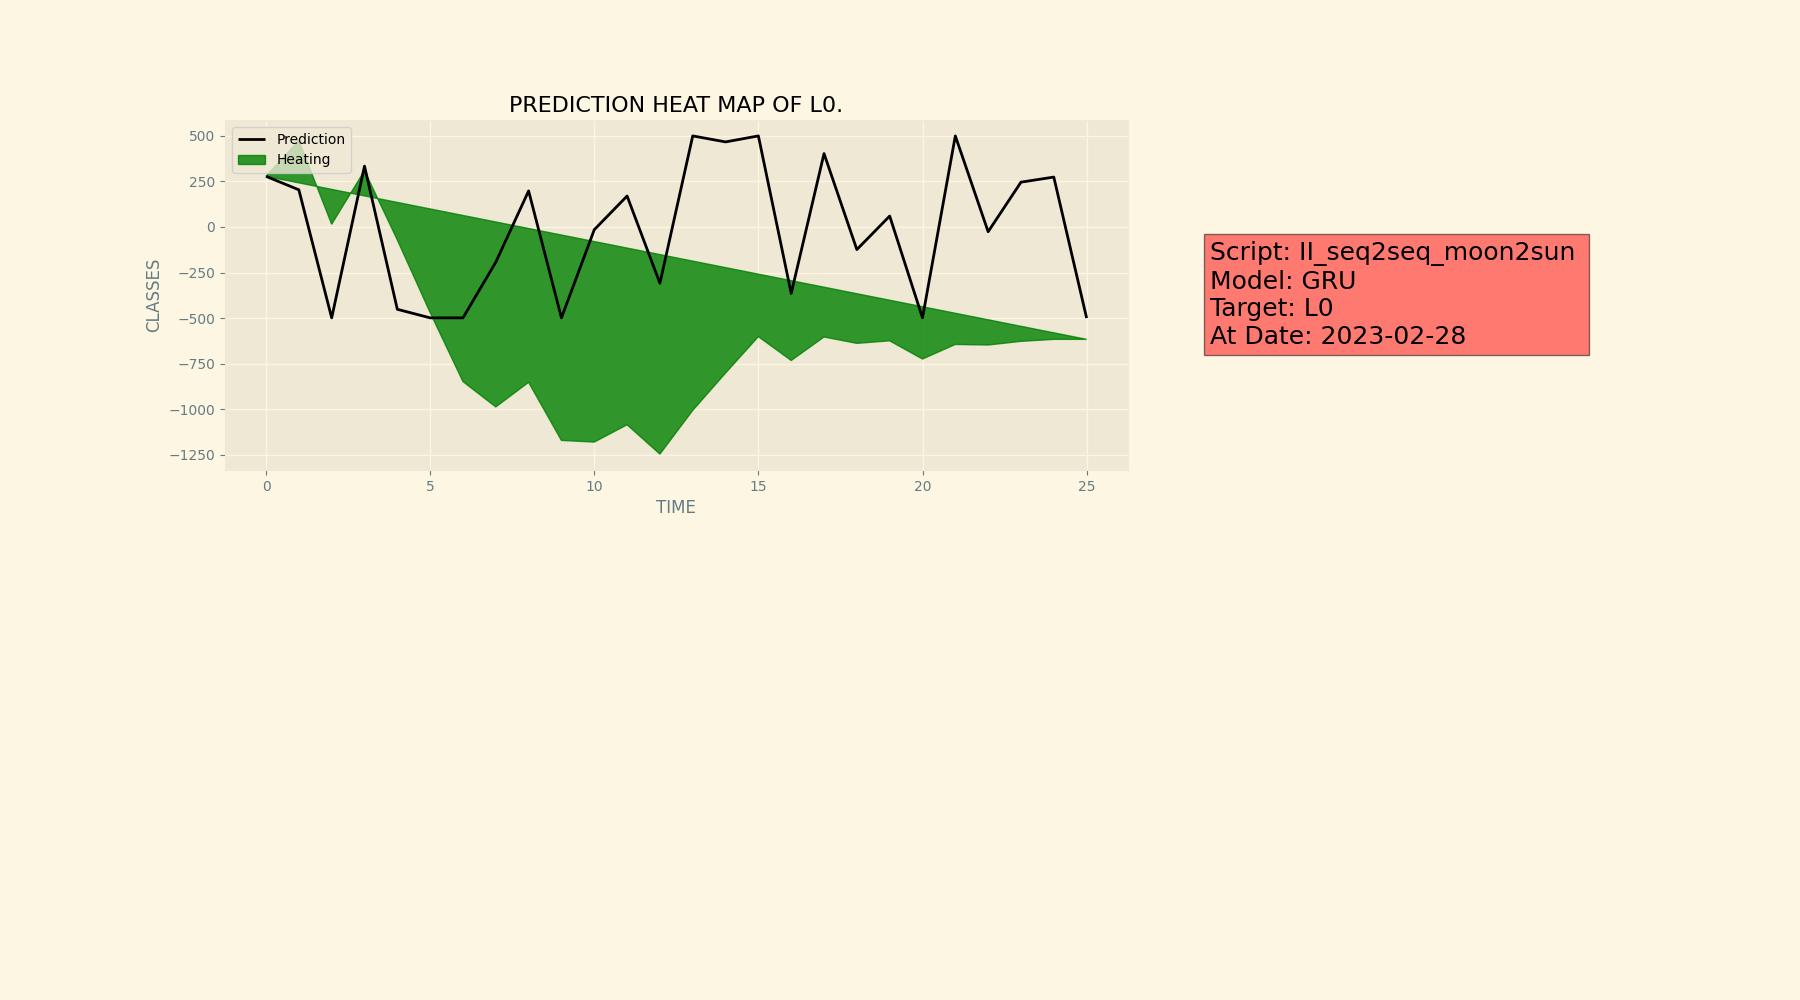 PREDICTION HEAT MAP OF L0.
Prediction
Heating
500
250
0
−250
−500
−750
−1000
−1250
CLASSES
0 5 10 15 20 25
TIME
Script: II_seq2seq_moon2sun
Model: GRU
Target: L0
At Date: 2023-02-28